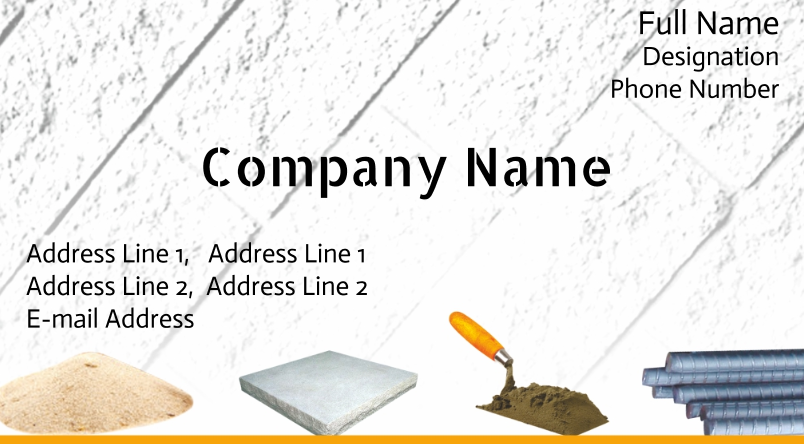 Full Name
Designation
Phone Number
Company Name
Address Line 1, Address Line 1
Address Line 2, Address Line 2
E-mail Address